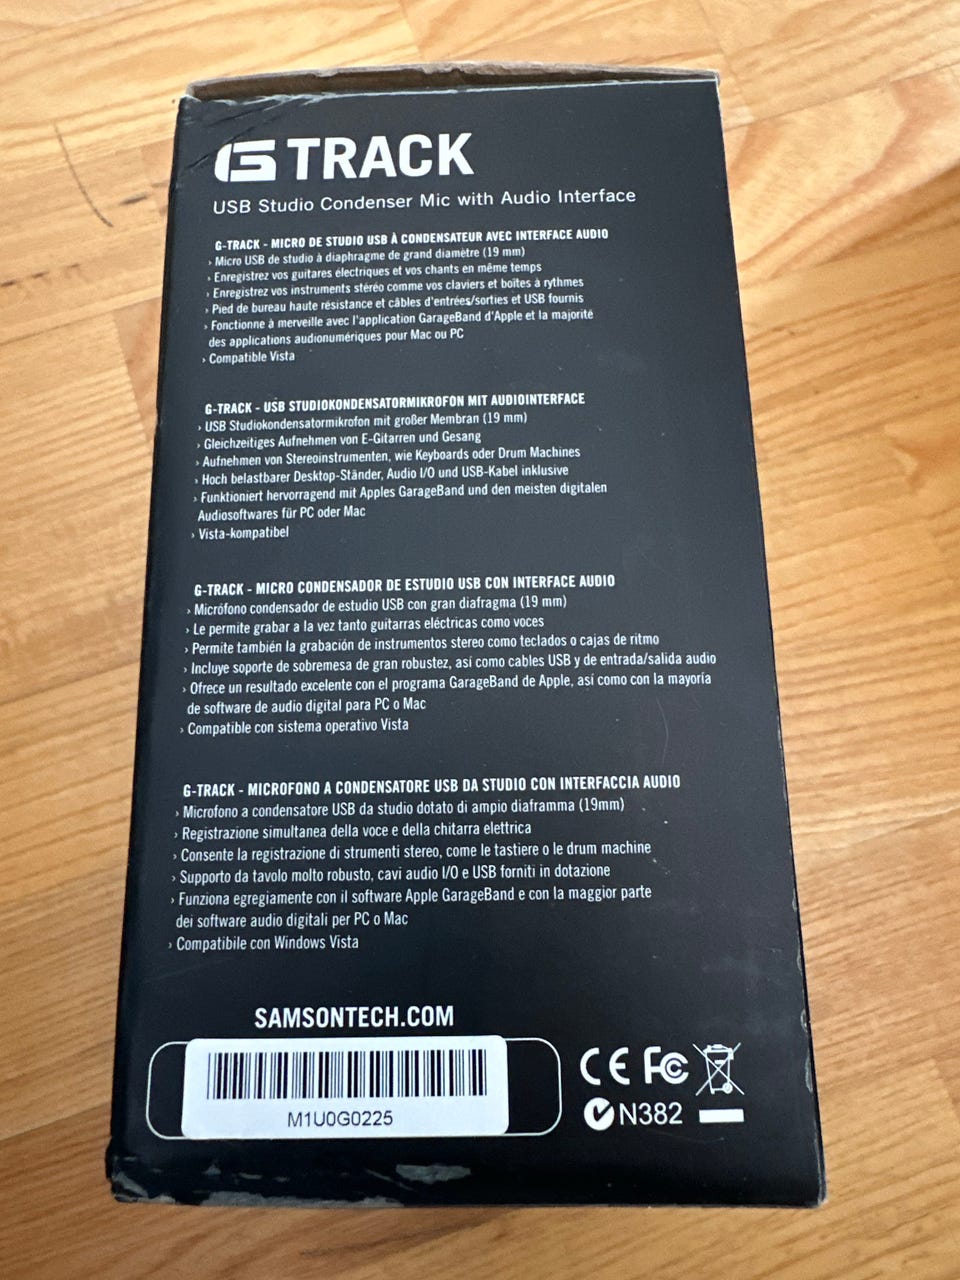 G TRACK
USB Studio Condenser Mic with Audio Interface
G-TRACK - MICRO DE STUDIO USB À CONDENSATEUR AVEC INTERFACE AUDIO
› Micro USB de studio à diaphragme de grand diamètre (19 mm)
› Enregistrez vos guitares électriques et vos chants en même temps
› Enregistrez vos instruments stéréo comme vos claviers et boîtes à rythmes
› Pied de bureau haute résistance et câbles d'entrées/sorties et USB fournis
› Fonctionne à merveille avec l'application GarageBand d'Apple et la majorité
des applications audionumériques pour Mac ou PC
› Compatible Vista
G-TRACK - USB STUDIOKONDENSATORMIKROFON MIT AUDIOINTERFACE
› USB Studiokondensatormikrofon mit großer Membran (19 mm)
› Gleichzeitiges Aufnehmen von E-Gitarren und Gesang
› Aufnehmen von Stereoinstrumenten, wie Keyboards oder Drum Machines
› Hoch belastbarer Desktop-Ständer, Audio I/O und USB-Kabel inklusive
› Funktioniert hervorragend mit Apples GarageBand und den meisten digitalen
Audiosoftwares für PC oder Mac
› Vista-kompatibel
G-TRACK - MICRO CONDENSADOR DE ESTUDIO USB CON INTERFACE AUDIO
› Micrófono condensador de estudio USB con gran diafragma (19 mm)
› Le permite grabar a la vez tanto guitarras eléctricas como voces
› Permite también la grabación de instrumentos stereo como teclados o cajas de ritmo
› Incluye soporte de sobremesa de gran robustez, así como cables USB y de entrada/salida audio
› Ofrece un resultado excelente con el programa GarageBand de Apple, así como con la mayoría
de software de audio digital para PC o Mac
› Compatible con sistema operativo Vista
G-TRACK - MICROFONO A CONDENSATORE USB DA STUDIO CON INTERFACCIA AUDIO
› Microfono a condensatore USB da studio dotato di ampio diaframma (19mm)
› Registrazione simultanea della voce e della chitarra elettrica
› Consente la registrazione di strumenti stereo, come le tastiere o le drum machine
› Supporto da tavolo molto robusto, cavi audio I/O e USB forniti in dotazione
› Funziona egregiamente con il software Apple GarageBand e con la maggior parte
dei software audio digitali per PC o Mac
› Compatibile con Windows Vista
SAMSONTECH.COM
M1U0G0225
CE FC
N382